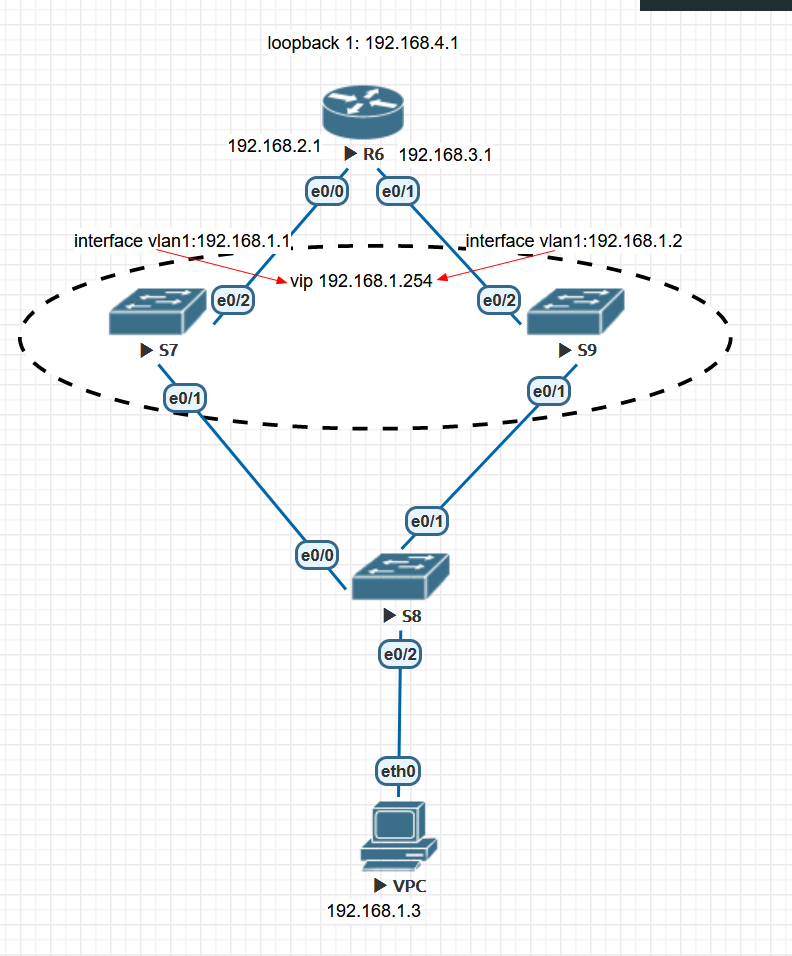 loopback 1: 192.168.4.1
192.168.2.1
R6
192.168.3.1
e0/0
e0/1
interface vlan1:192.168.1.1
interface vlan1:192.168.1.2
vip 192.168.1.254
e0/2
e0/2
S7
S9
e0/1
e0/1
e0/1
e0/0
S8
e0/2
eth0
VPC
192.168.1.3